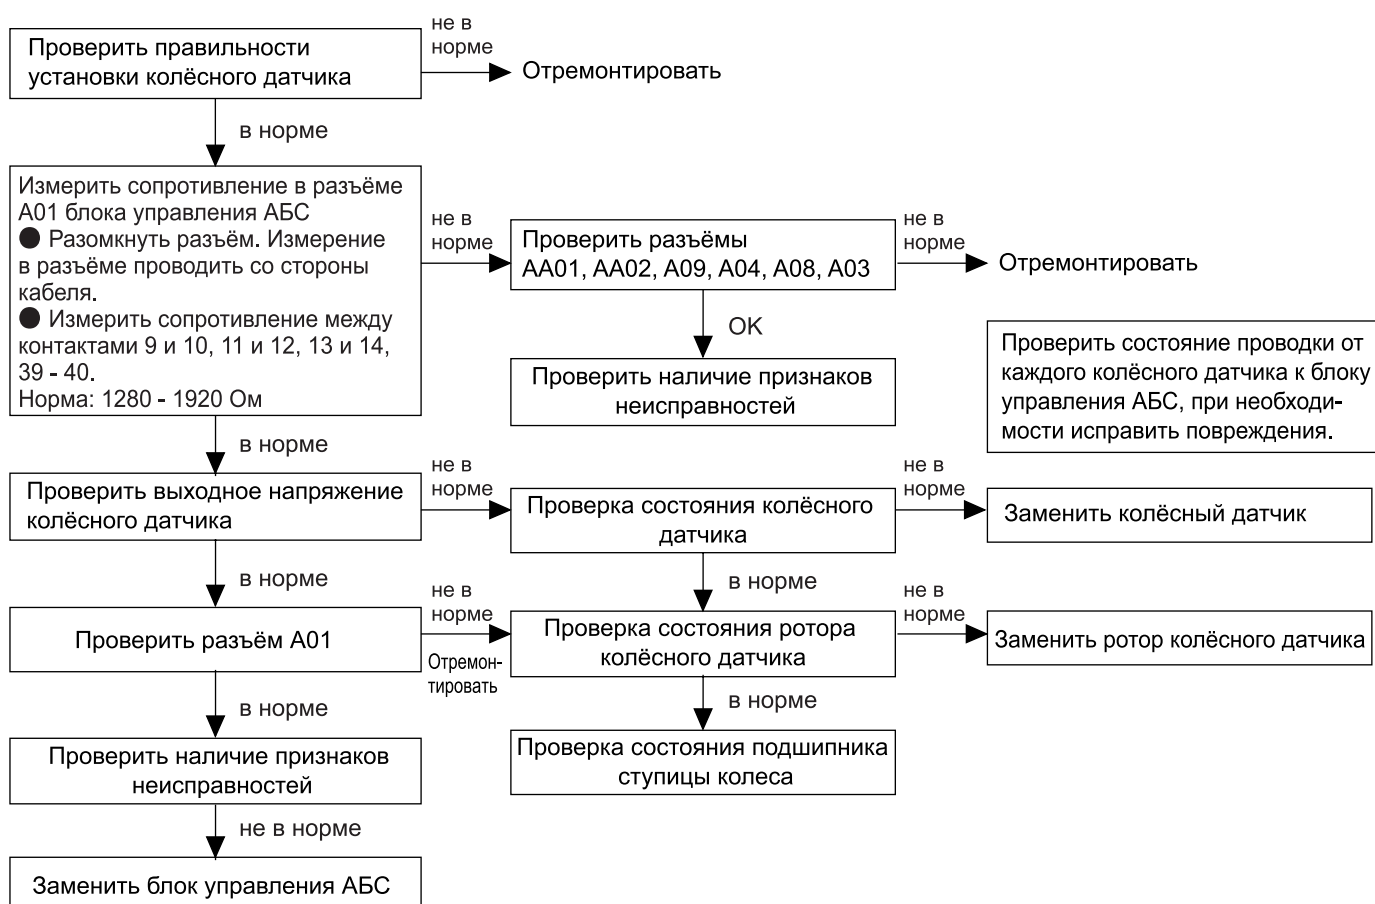 не в
норме
Проверить правильности
установки колёсного датчика
Отремонтировать
в норме
Измерить сопротивление в разъёме
А01 блока управления АБС
● Разомкнуть разъём. Измерение
в разъёме проводить со стороны
кабеля.
● Измерить сопротивление между
контактами 9 и 10, 11 и 12, 13 и 14,
39 - 40.
Норма: 1280 - 1920 Ом
не в
норме
Проверить разъёмы
АА01, АА02, А09, А04, А08, А03
не в
норме
Отремонтировать
OK
Проверить наличие признаков
неисправностей
Проверить состояние проводки от
каждого колёсного датчика к блоку
управления АБС, при необходи-
мости исправить повреждения.
в норме
Проверить выходное напряжение
колёсного датчика
не в
норме
Проверка состояния колёсного
датчика
не в
норме
Заменить колёсный датчик
в норме
в норме
Проверить разъём А01
не в
норме
Отремон-
тировать
Проверка состояния ротора
колёсного датчика
не в
норме
Заменить ротор колёсного датчика
в норме
в норме
Проверить наличие признаков
неисправностей
Проверка состояния подшипника
ступицы колеса
не в норме
Заменить блок управления АБС